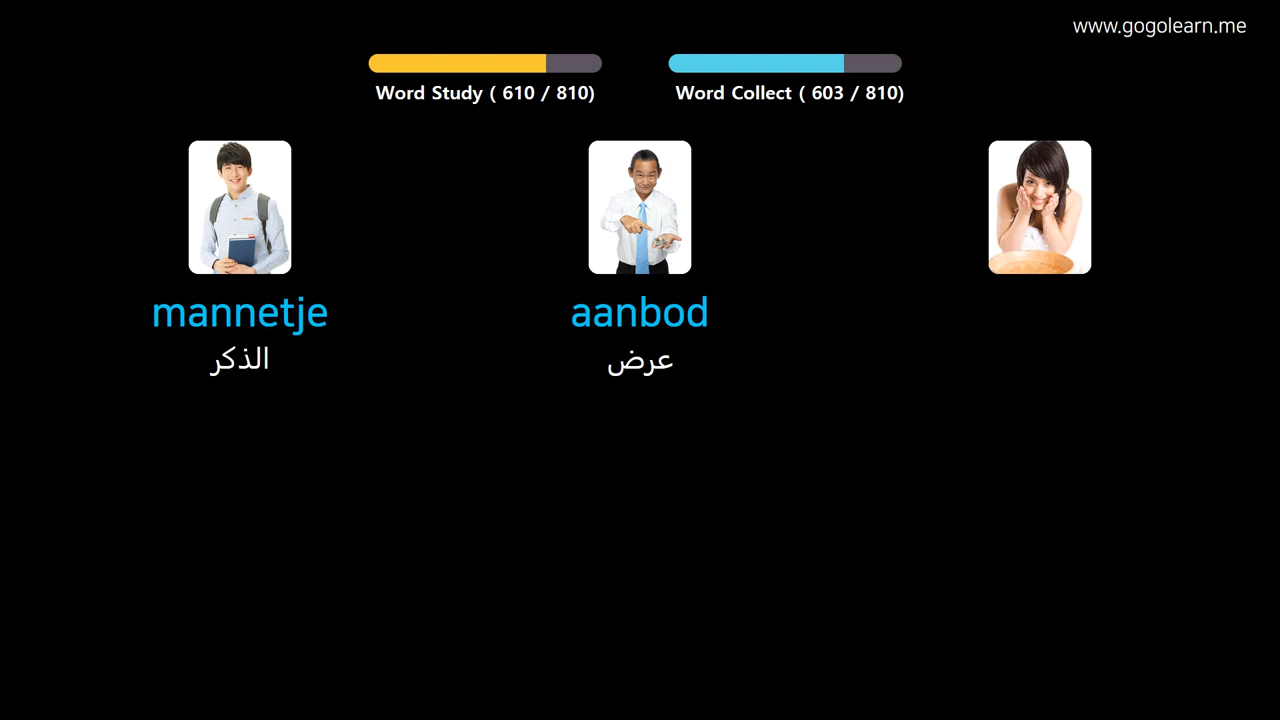 www.gogolearn.me
Word Study ( 610 / 810)
Word Collect ( 603 / 810)
mannetje
الذكر
aanbod
عرض